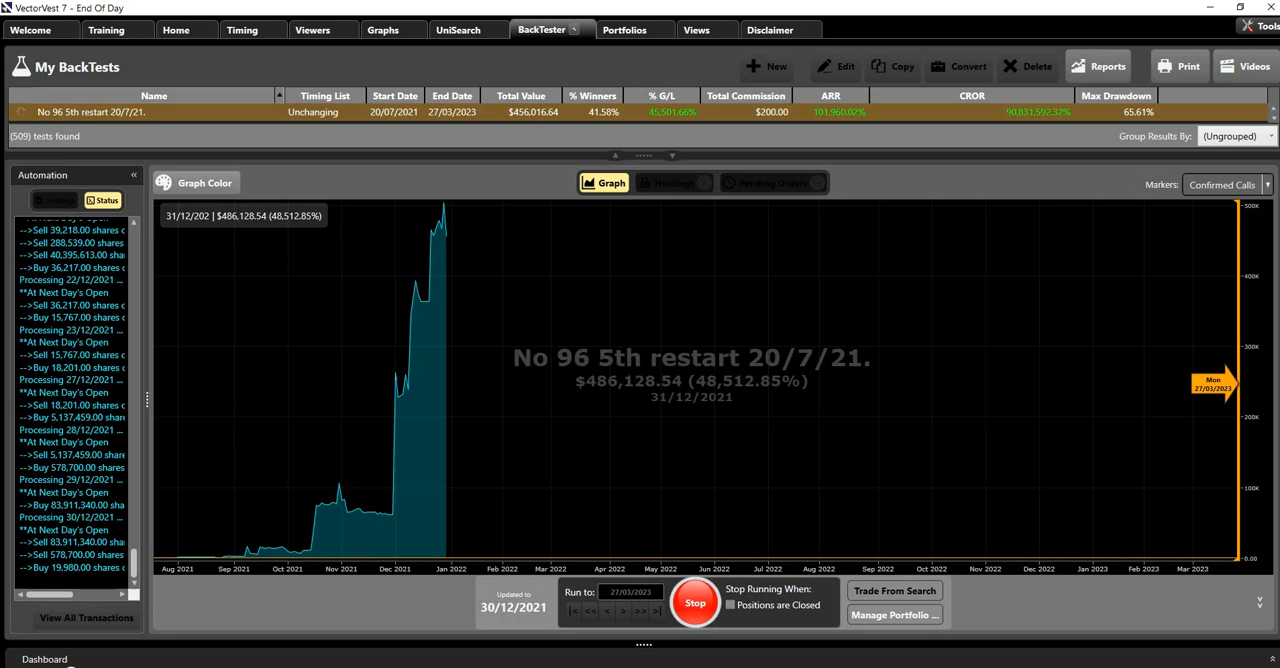 VectorVest 7 - End Of Day
Welcome Training Home Timing Viewers Graphs UniSearch BackTester Portfolios Views Disclaimer Tools
My BackTests New Edit Copy Convert Delete Reports Print Videos
Name Timing List Start Date End Date Total Value % Winners % G/L Total Commission ARR CROR Max Drawdown
No 96 5th restart 20/7/21. Unchanging 20/07/2021 27/03/2023 $456,016.64 41.58% 45,501.66% $200.00 101,960.02% 90,831,592.32% 65.61%
(509) tests found Group Results By: (Ungrouped)
Automation «
Status
Graph Color Graph Holdings Pending Orders Markers: Confirmed Calls
31/12/202 | $486,128.54 (48,512.85%)
-->Sell 39,218.00 shares c
-->Sell 288,539.00 shares
-->Sell 40,395,613.00 sha
-->Buy 36,217.00 shares c
Processing 22/12/2021 ...
**At Next Day's Open
-->Sell 36,217.00 shares c
-->Buy 15,767.00 shares c
Processing 23/12/2021 ...
**At Next Day's Open
-->Sell 15,767.00 shares c
-->Buy 18,201.00 shares c
Processing 27/12/2021 ...
**At Next Day's Open
-->Sell 18,201.00 shares c
-->Buy 5,137,459.00 share
Processing 28/12/2021 ...
**At Next Day's Open
-->Sell 5,137,459.00 share
-->Buy 578,700.00 shares
Processing 29/12/2021 ...
**At Next Day's Open
-->Buy 83,911,340.00 sha
Processing 30/12/2021 ...
**At Next Day's Open
-->Sell 83,911,340.00 sha
-->Sell 578,700.00 shares
-->Buy 19,980.00 shares c
View All Transactions
No 96 5th restart 20/7/21.
$486,128.54 (48,512.85%)
31/12/2021
500K
400K
300K
Mon
27/03/2023
200K
100K
0.00
Aug 2021 Sep 2021 Oct 2021 Nov 2021 Dec 2021 Jan 2022 Feb 2022 Mar 2022 Apr 2022 May 2022 Jun 2022 Jul 2022 Aug 2022 Sep 2022 Oct 2022 Nov 2022 Dec 2022 Jan 2023 Feb 2023 Mar 2023
Updated to
30/12/2021
Run to: 27/03/2023
|< << < > >> >|
Stop
Stop Running When:
Positions are Closed
Trade From Search
Manage Portfolio ...
Dashboard